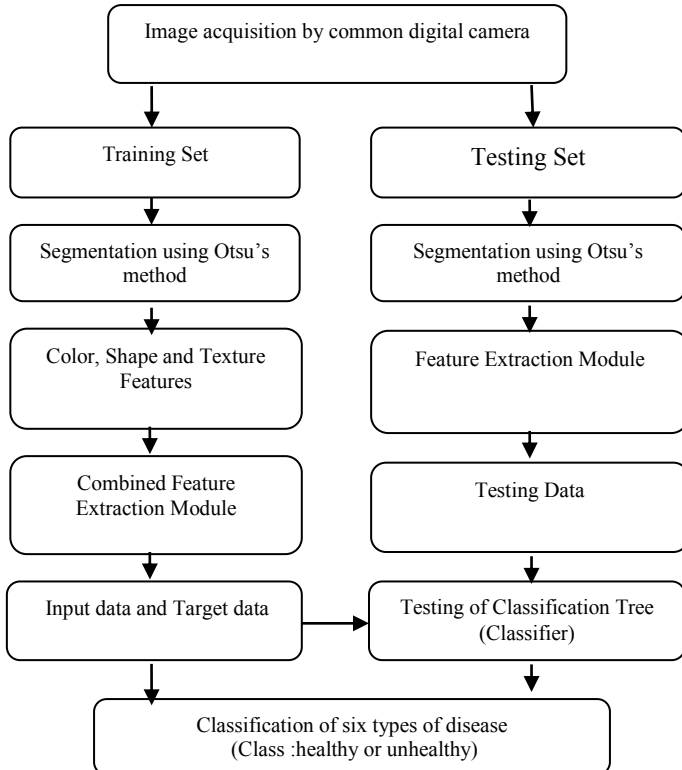 Image acquisition by common digital camera
Training Set
Testing Set
Segmentation using Otsu’s
method
Segmentation using Otsu’s
method
Color, Shape and Texture
Features
Feature Extraction Module
Combined Feature
Extraction Module
Testing Data
Input data and Target data
Testing of Classification Tree
(Classifier)
Classification of six types of disease
(Class :healthy or unhealthy)